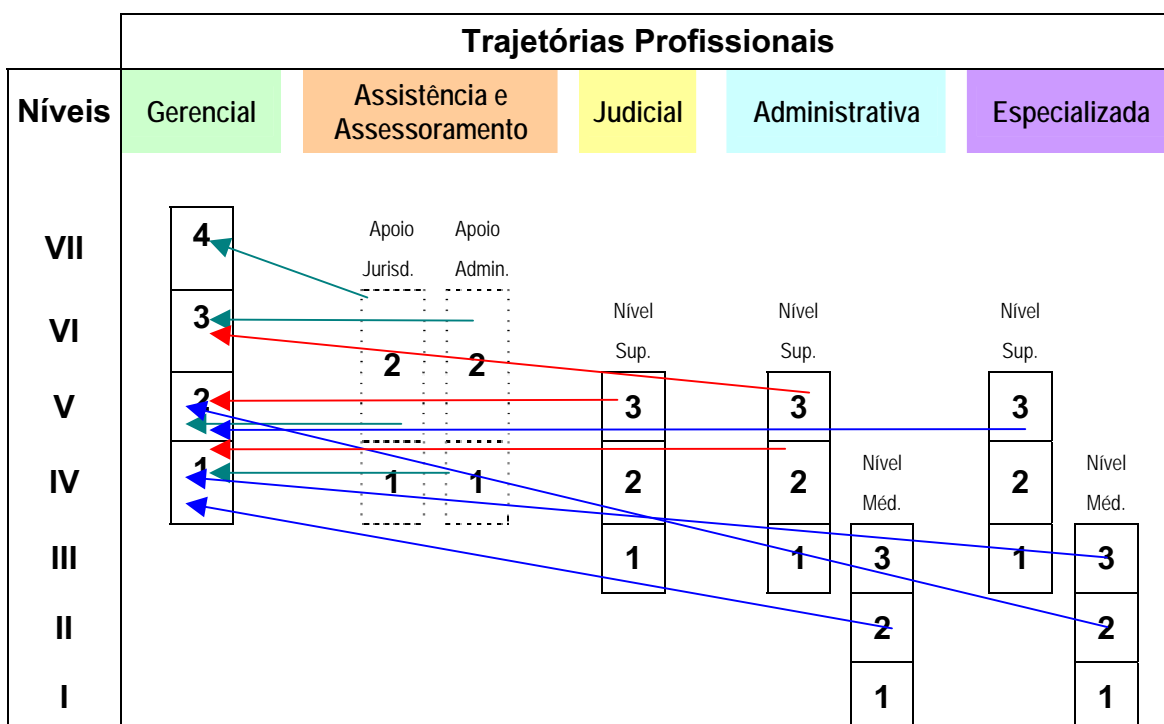 Trajetórias Profissionais
Níveis
Gerencial
Assistência e
Assessoramento
Judicial
Administrativa
Especializada
VII
4
Apoio
Jurisd.
Apoio
Admin.
VI
3
2
2
Nível
Sup.
Nível
Sup.
Nível
Sup.
V
2
3
3
3
IV
1
1
1
2
2
Nível
Méd.
2
Nível
Méd.
III
1
1
3
1
3
II
2
2
I
1
1